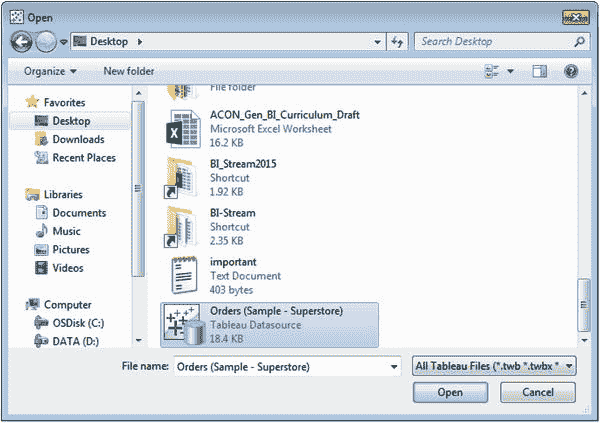 Open
Desktop
Search Desktop
Organize
New folder
Favorites
Desktop
Downloads
Recent Places
Libraries
Documents
Music
Pictures
Videos
Computer
OSDisk (C:)
DATA (D:)
File folder
ACON_Gen_BI_Curriculum_Draft
Microsoft Excel Worksheet
16.2 KB
BI_Stream2015
Shortcut
1.92 KB
BI-Stream
Shortcut
2.35 KB
important
Text Document
403 bytes
Orders (Sample - Superstore)
Tableau Datasource
18.4 KB
File name: Orders (Sample - Superstore)
All Tableau Files (*.twb *.twbx *.
Open
Cancel